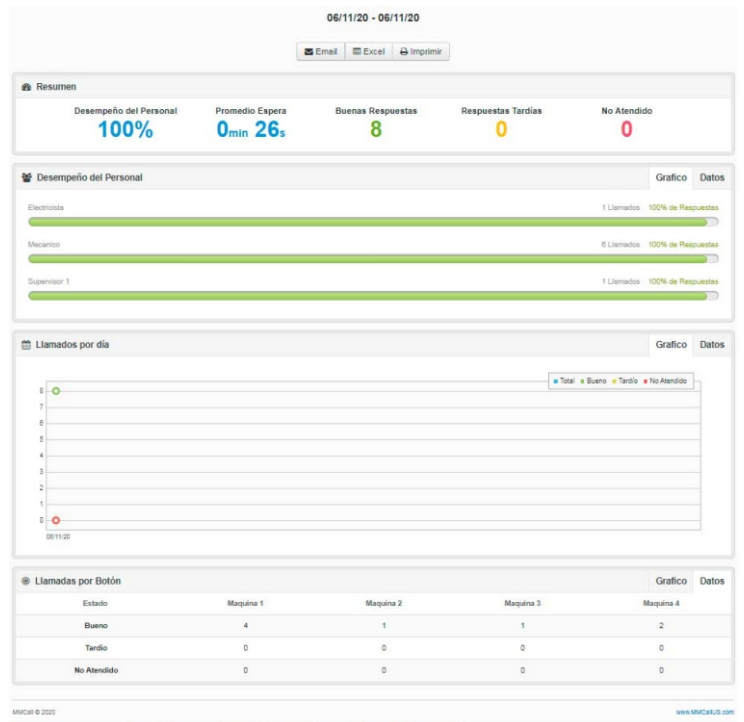 06/11/20 - 06/11/20
Email Excel Imprimir
Resumen
Desempeño del Personal Promedio Espera Buenas Respuestas Respuestas Tardías No Atendido
100% 0min 26s 8 0 0
Desempeño del Personal Grafico Datos
Electricista 1 Llamados 100% de Respuestas
Mecanico 6 Llamados 100% de Respuestas
Supervisor 1 1 Llamados 100% de Respuestas
Llamados por día Grafico Datos
Total Bueno Tardío No Atendido
8
7
6
5
4
3
2
1
0
06/11/20
Llamadas por Botón Grafico Datos
Estado Maquina 1 Maquina 2 Maquina 3 Maquina 4
Bueno 4 1 1 2
Tardío 0 0 0 0
No Atendido 0 0 0 0
MMCall © 2020 www.MMCallUS.com